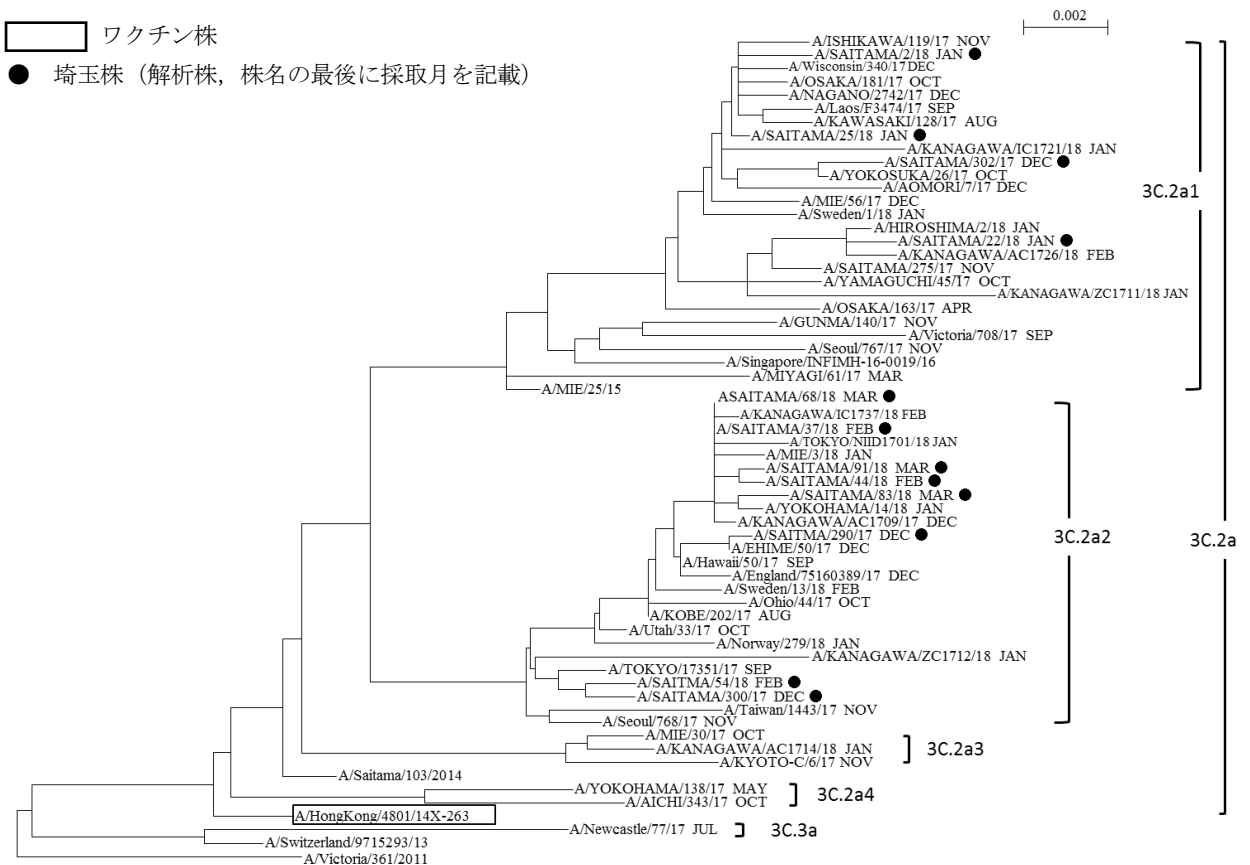 ワクチン株
● 埼玉株（解析株，株名の最後に採取月を記載）
0.002
A/ISHIKAWA/119/17 NOV
A/SAITAMA/2/18 JAN ●
A/Wisconsin/340/17DEC
A/OSAKA/181/17 OCT
A/NAGANO/2742/17 DEC
A/Laos/F3474/17 SEP
A/KAWASAKI/128/17 AUG
A/SAITAMA/25/18 JAN ●
A/KANAGAWA/IC1721/18 JAN
A/SAITAMA/302/17 DEC ●
A/YOKOSUKA/26/17 OCT
A/AOMORI/7/17 DEC
3C.2a1
A/MIE/56/17 DEC
A/Sweden/1/18 JAN
A/HIROSHIMA/2/18 JAN
A/SAITAMA/22/18 JAN ●
A/KANAGAWA/AC1726/18 FEB
A/SAITAMA/275/17 NOV
A/YAMAGUCHI/45/17 OCT
A/KANAGAWA/ZC1711/18 JAN
A/OSAKA/163/17 APR
A/GUNMA/140/17 NOV
A/Victoria/708/17 SEP
A/Seoul/767/17 NOV
A/Singapore/INFIMH-16-0019/16
A/MIYAGI/61/17 MAR
A/MIE/25/15
ASAITAMA/68/18 MAR ●
A/KANAGAWA/IC1737/18 FEB
A/SAITAMA/37/18 FEB ●
A/TOKYO/NIID1701/18 JAN
A/MIE/3/18 JAN
A/SAITAMA/91/18 MAR ●
A/SAITAMA/44/18 FEB ●
A/SAITAMA/83/18 MAR ●
A/YOKOHAMA/14/18 JAN
A/KANAGAWA/AC1709/17 DEC
A/SAITMA/290/17 DEC ●
3C.2a2
3C.2a
A/EHIME/50/17 DEC
A/Hawaii/50/17 SEP
A/England/75160389/17 DEC
A/Sweden/13/18 FEB
A/Ohio/44/17 OCT
A/KOBE/202/17 AUG
A/Utah/33/17 OCT
A/Norway/279/18 JAN
A/KANAGAWA/ZC1712/18 JAN
A/TOKYO/17351/17 SEP
A/SAITMA/54/18 FEB ●
A/SAITAMA/300/17 DEC ●
A/Taiwan/1443/17 NOV
A/Seoul/768/17 NOV
A/MIE/30/17 OCT
A/KANAGAWA/AC1714/18 JAN
3C.2a3
A/KYOTO-C/6/17 NOV
A/Saitama/103/2014
A/YOKOHAMA/138/17 MAY
3C.2a4
A/AICHI/343/17 OCT
A/HongKong/4801/14X-263
A/Newcastle/77/17 JUL
3C.3a
A/Switzerland/9715293/13
A/Victoria/361/2011